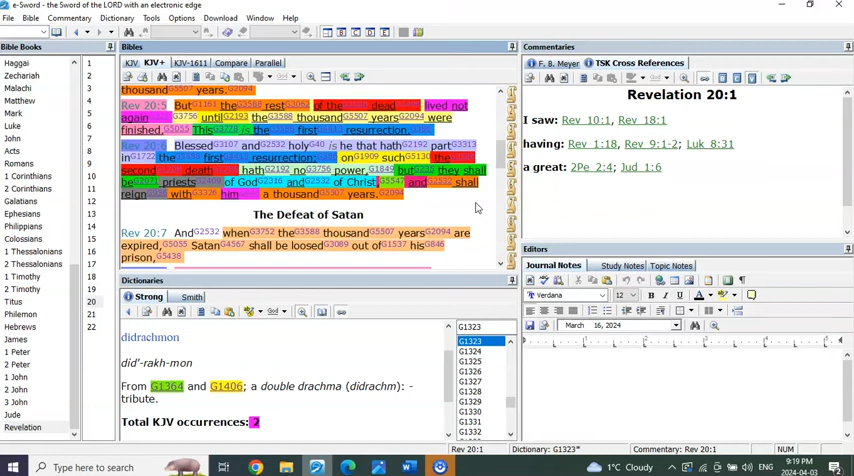 e-Sword - the Sword of the LORD with an electronic edge
File Bible Commentary Dictionary Tools Options Download Window Help
Bible Books
Haggai
Zechariah
Malachi
Matthew
Mark
Luke
John
Acts
Romans
1 Corinthians
2 Corinthians
Galatians
Ephesians
Philippians
Colossians
1 Thessalonians
2 Thessalonians
1 Timothy
2 Timothy
Titus
Philemon
Hebrews
James
1 Peter
2 Peter
1 John
2 John
3 John
Jude
Revelation
1
2
3
4
5
6
7
8
9
10
11
12
13
14
15
16
17
18
19
20
21
22
Bibles
KJV KJV+ KJV-1611 Compare Parallel
thousand G5507 years. G2094
Rev 20:5 But G1161 the G3588 rest G3062 of the dead lived not
again G3756 until G2193 the G3588 thousand G5507 years G2094 were
finished. G5055 This G3778 is the first resurrection.
Rev 20:6 Blessed G3107 and G2532 holy G40 is he that hath G2192 part G3313
in G1722 the first resurrection: on G1909 such G5130 the
second death hath G2192 no G3756 power, G1849 but they shall
be G2071 priests of God G2316 and G2532 of Christ, G5547 and G2532 shall
reign with G3326 him a thousand G5507 years. G2094
The Defeat of Satan
Rev 20:7 And G2532 when G3752 the G3588 thousand G5507 years G2094 are
expired, G5055 Satan G4567 shall be loosed G3089 out of G1537 his G846
prison, G5438
Dictionaries
Strong Smith
didrachmon
did'-rakh-mon
From G1364 and G1406; a double drachma (didrachm): -
tribute.
Total KJV occurrences: 2
G1323
G1323
G1324
G1325
G1326
G1327
G1328
G1329
G1330
G1331
G1332
Commentaries
F. B. Meyer TSK Cross References
Revelation 20:1
I saw: Rev 10:1, Rev 18:1
having: Rev 1:18, Rev 9:1-2; Luk 8:31
a great: 2Pe 2:4; Jud 1:6
Editors
Journal Notes Study Notes Topic Notes
Verdana 12 B I U A
March 16, 2024
Rev 20:1 Dictionary: G1323* Commentary: Rev 20:1 NUM
Type here to search
1°C Cloudy
9:19 PM
2024-04-03